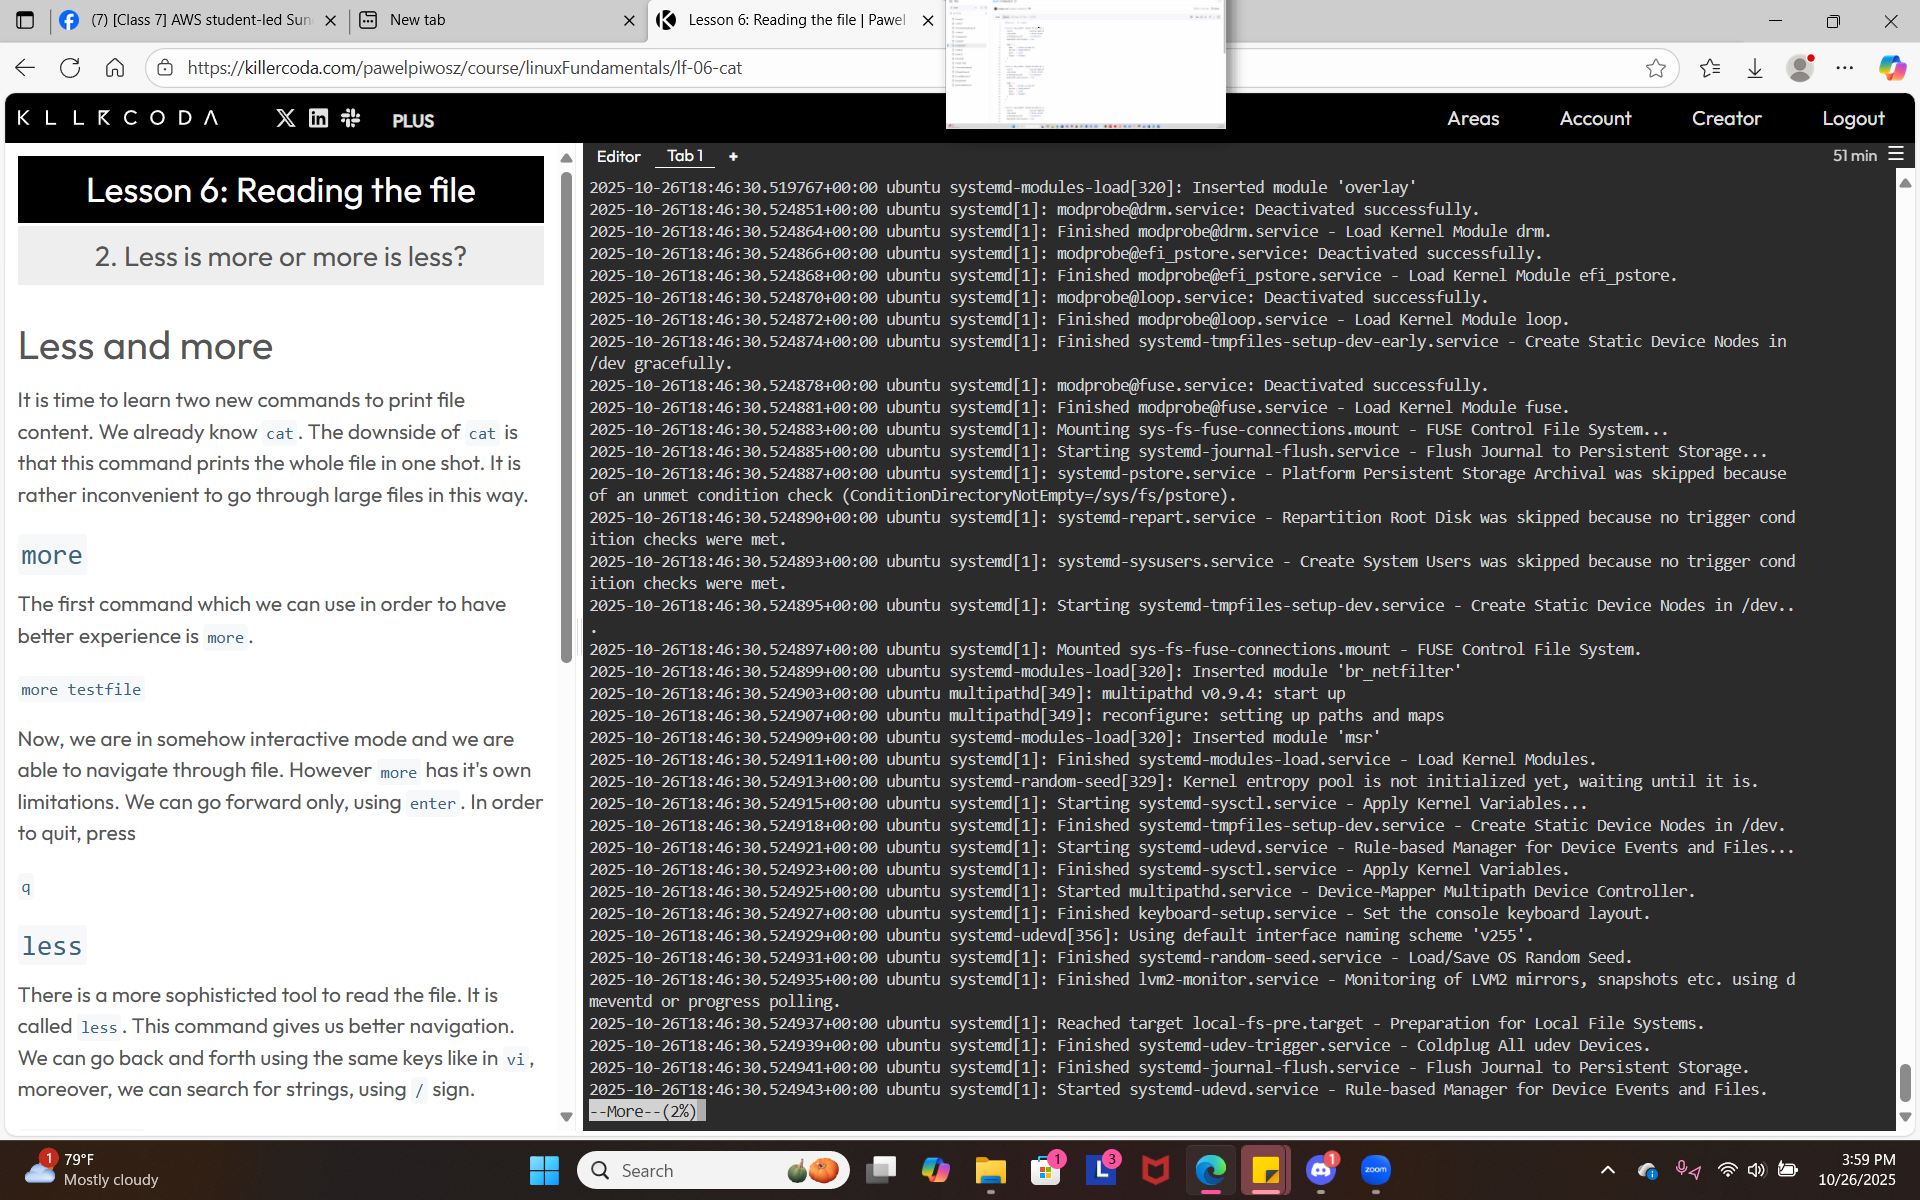 (7) [Class 7] AWS student-led Sun
New tab
Lesson 6: Reading the file | Pawel
https://killercoda.com/pawelpiwosz/course/linuxFundamentals/lf-06-cat
KILLERCODA
PLUS
Areas
Account
Creator
Logout
Lesson 6: Reading the file
2. Less is more or more is less?
Less and more
It is time to learn two new commands to print file
content. We already know cat. The downside of cat is
that this command prints the whole file in one shot. It is
rather inconvenient to go through large files in this way.
more
The first command which we can use in order to have
better experience is more.
more testfile
Now, we are in somehow interactive mode and we are
able to navigate through file. However more has it's own
limitations. We can go forward only, using enter. In order
to quit, press
q
less
There is a more sophisticted tool to read the file. It is
called less. This command gives us better navigation.
We can go back and forth using the same keys like in vi,
moreover, we can search for strings, using / sign.
Editor
Tab 1
+
51 min
2025-10-26T18:46:30.519767+00:00 ubuntu systemd-modules-load[320]: Inserted module 'overlay'
2025-10-26T18:46:30.524851+00:00 ubuntu systemd[1]: modprobe@drm.service: Deactivated successfully.
2025-10-26T18:46:30.524864+00:00 ubuntu systemd[1]: Finished modprobe@drm.service - Load Kernel Module drm.
2025-10-26T18:46:30.524866+00:00 ubuntu systemd[1]: modprobe@efi_pstore.service: Deactivated successfully.
2025-10-26T18:46:30.524868+00:00 ubuntu systemd[1]: Finished modprobe@efi_pstore.service - Load Kernel Module efi_pstore.
2025-10-26T18:46:30.524870+00:00 ubuntu systemd[1]: modprobe@loop.service: Deactivated successfully.
2025-10-26T18:46:30.524872+00:00 ubuntu systemd[1]: Finished modprobe@loop.service - Load Kernel Module loop.
2025-10-26T18:46:30.524874+00:00 ubuntu systemd[1]: Finished systemd-tmpfiles-setup-dev-early.service - Create Static Device Nodes in
/dev gracefully.
2025-10-26T18:46:30.524878+00:00 ubuntu systemd[1]: modprobe@fuse.service: Deactivated successfully.
2025-10-26T18:46:30.524881+00:00 ubuntu systemd[1]: Finished modprobe@fuse.service - Load Kernel Module fuse.
2025-10-26T18:46:30.524883+00:00 ubuntu systemd[1]: Mounting sys-fs-fuse-connections.mount - FUSE Control File System...
2025-10-26T18:46:30.524885+00:00 ubuntu systemd[1]: Starting systemd-journal-flush.service - Flush Journal to Persistent Storage...
2025-10-26T18:46:30.524887+00:00 ubuntu systemd[1]: systemd-pstore.service - Platform Persistent Storage Archival was skipped because
of an unmet condition check (ConditionDirectoryNotEmpty=/sys/fs/pstore).
2025-10-26T18:46:30.524890+00:00 ubuntu systemd[1]: systemd-repart.service - Repartition Root Disk was skipped because no trigger cond
ition checks were met.
2025-10-26T18:46:30.524893+00:00 ubuntu systemd[1]: systemd-sysusers.service - Create System Users was skipped because no trigger cond
ition checks were met.
2025-10-26T18:46:30.524895+00:00 ubuntu systemd[1]: Starting systemd-tmpfiles-setup-dev.service - Create Static Device Nodes in /dev..
.
2025-10-26T18:46:30.524897+00:00 ubuntu systemd[1]: Mounted sys-fs-fuse-connections.mount - FUSE Control File System.
2025-10-26T18:46:30.524899+00:00 ubuntu systemd-modules-load[320]: Inserted module 'br_netfilter'
2025-10-26T18:46:30.524903+00:00 ubuntu multipathd[349]: multipathd v0.9.4: start up
2025-10-26T18:46:30.524907+00:00 ubuntu multipathd[349]: reconfigure: setting up paths and maps
2025-10-26T18:46:30.524909+00:00 ubuntu systemd-modules-load[320]: Inserted module 'msr'
2025-10-26T18:46:30.524911+00:00 ubuntu systemd[1]: Finished systemd-modules-load.service - Load Kernel Modules.
2025-10-26T18:46:30.524913+00:00 ubuntu systemd-random-seed[329]: Kernel entropy pool is not initialized yet, waiting until it is.
2025-10-26T18:46:30.524915+00:00 ubuntu systemd[1]: Starting systemd-sysctl.service - Apply Kernel Variables...
2025-10-26T18:46:30.524918+00:00 ubuntu systemd[1]: Finished systemd-tmpfiles-setup-dev.service - Create Static Device Nodes in /dev.
2025-10-26T18:46:30.524921+00:00 ubuntu systemd[1]: Starting systemd-udevd.service - Rule-based Manager for Device Events and Files...
2025-10-26T18:46:30.524923+00:00 ubuntu systemd[1]: Finished systemd-sysctl.service - Apply Kernel Variables.
2025-10-26T18:46:30.524925+00:00 ubuntu systemd[1]: Started multipathd.service - Device-Mapper Multipath Device Controller.
2025-10-26T18:46:30.524927+00:00 ubuntu systemd[1]: Finished keyboard-setup.service - Set the console keyboard layout.
2025-10-26T18:46:30.524929+00:00 ubuntu systemd-udevd[356]: Using default interface naming scheme 'v255'.
2025-10-26T18:46:30.524931+00:00 ubuntu systemd[1]: Finished systemd-random-seed.service - Load/Save OS Random Seed.
2025-10-26T18:46:30.524935+00:00 ubuntu systemd[1]: Finished lvm2-monitor.service - Monitoring of LVM2 mirrors, snapshots etc. using d
meventd or progress polling.
2025-10-26T18:46:30.524937+00:00 ubuntu systemd[1]: Reached target local-fs-pre.target - Preparation for Local File Systems.
2025-10-26T18:46:30.524939+00:00 ubuntu systemd[1]: Finished systemd-udev-trigger.service - Coldplug All udev Devices.
2025-10-26T18:46:30.524941+00:00 ubuntu systemd[1]: Finished systemd-journal-flush.service - Flush Journal to Persistent Storage.
2025-10-26T18:46:30.524943+00:00 ubuntu systemd[1]: Started systemd-udevd.service - Rule-based Manager for Device Events and Files.
--More--(2%)
1
79°F
Mostly cloudy
Search
1
L
3
1
zoom
3:59 PM
10/26/2025